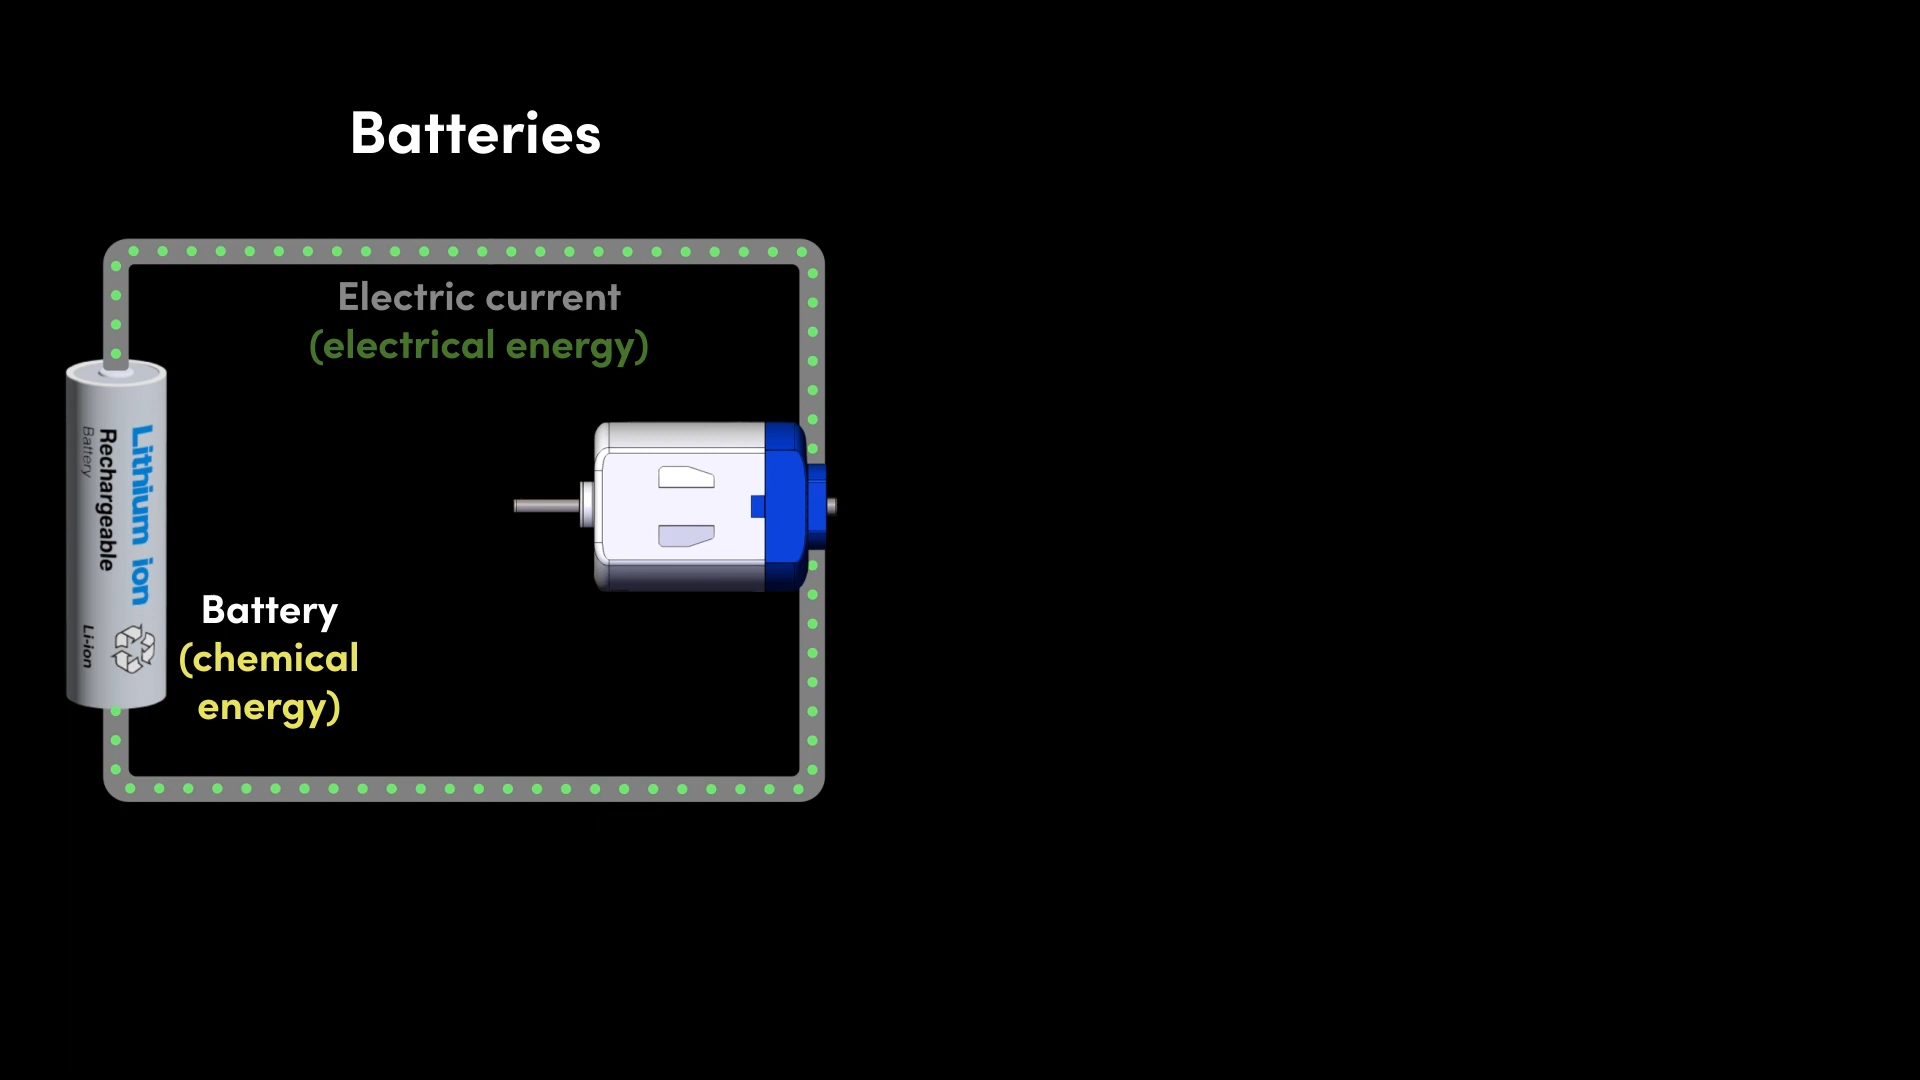 Batteries
Electric current
(electrical energy)
Lithium ion
Rechargeable
Battery
Li-ion
Battery
(chemical
energy)